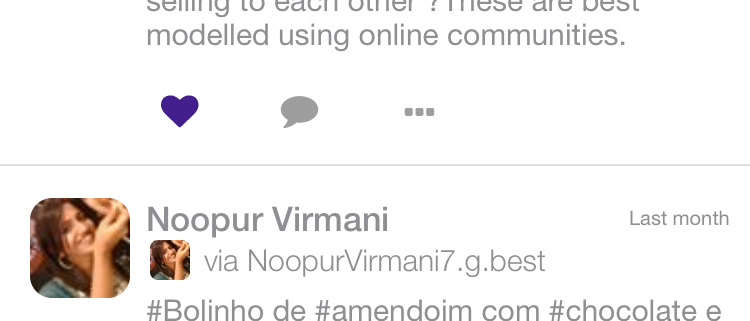 selling to each other ?These are best
modelled using online communities.
Noopur Virmani
Last month
via NoopurVirmani7.g.best
#Bolinho de #amendoim com #chocolate e